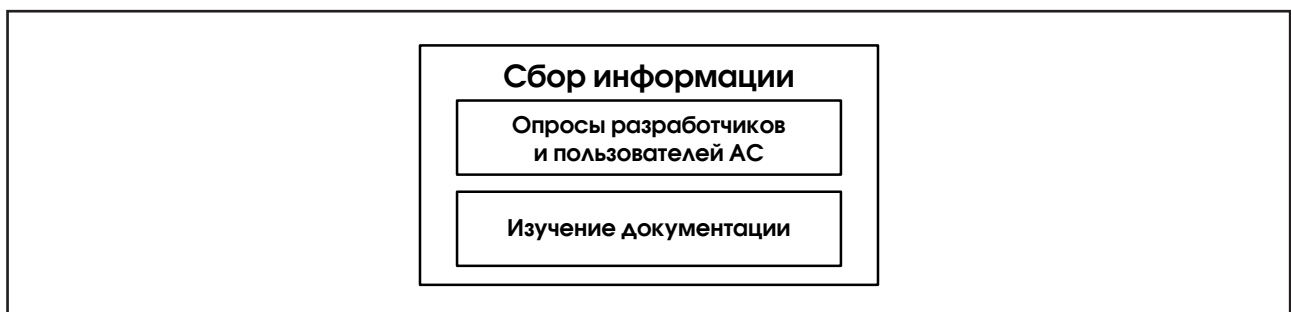 Сбор информации
Опросы разработчиков
и пользователей АС
Изучение документации